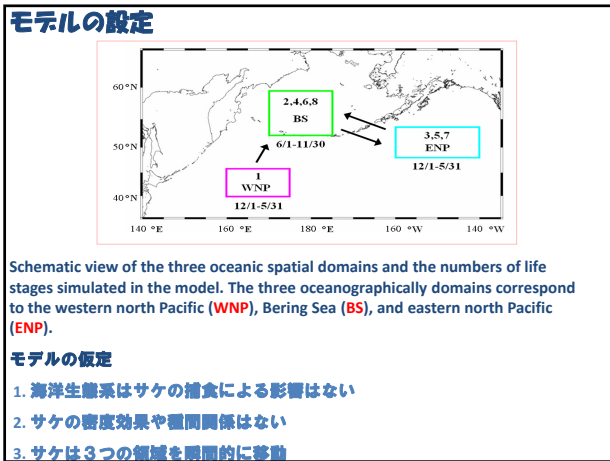 モデルの設定
60°N
2,4,6,8
BS
3,5,7
ENP
50°N
6/1-11/30
12/1-5/31
1
WNP
40°N
12/1-5/31
140 °E
160 °E
180 °E
160 °W
140 °W
Schematic view of the three oceanic spatial domains and the numbers of life
stages simulated in the model. The three oceanographically domains correspond
to the western north Pacific (WNP), Bering Sea (BS), and eastern north Pacific
(ENP).
モデルの仮定
1. 海洋生態系はサケの捕食による影響はない
2. サケの密度効果や種間関係はない
3. サケは３つの領域を瞬間的に移動